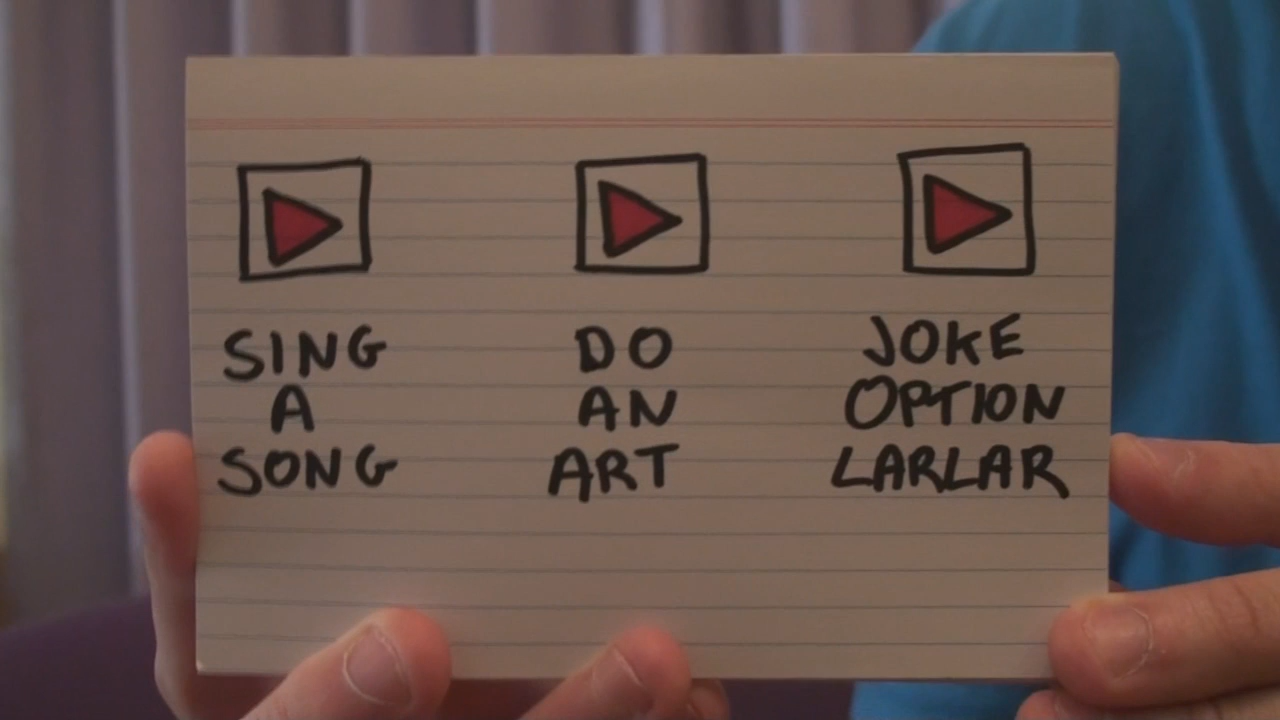 SING
A
SONG
DO
AN
ART
JOKE
OPTION
LARLAR